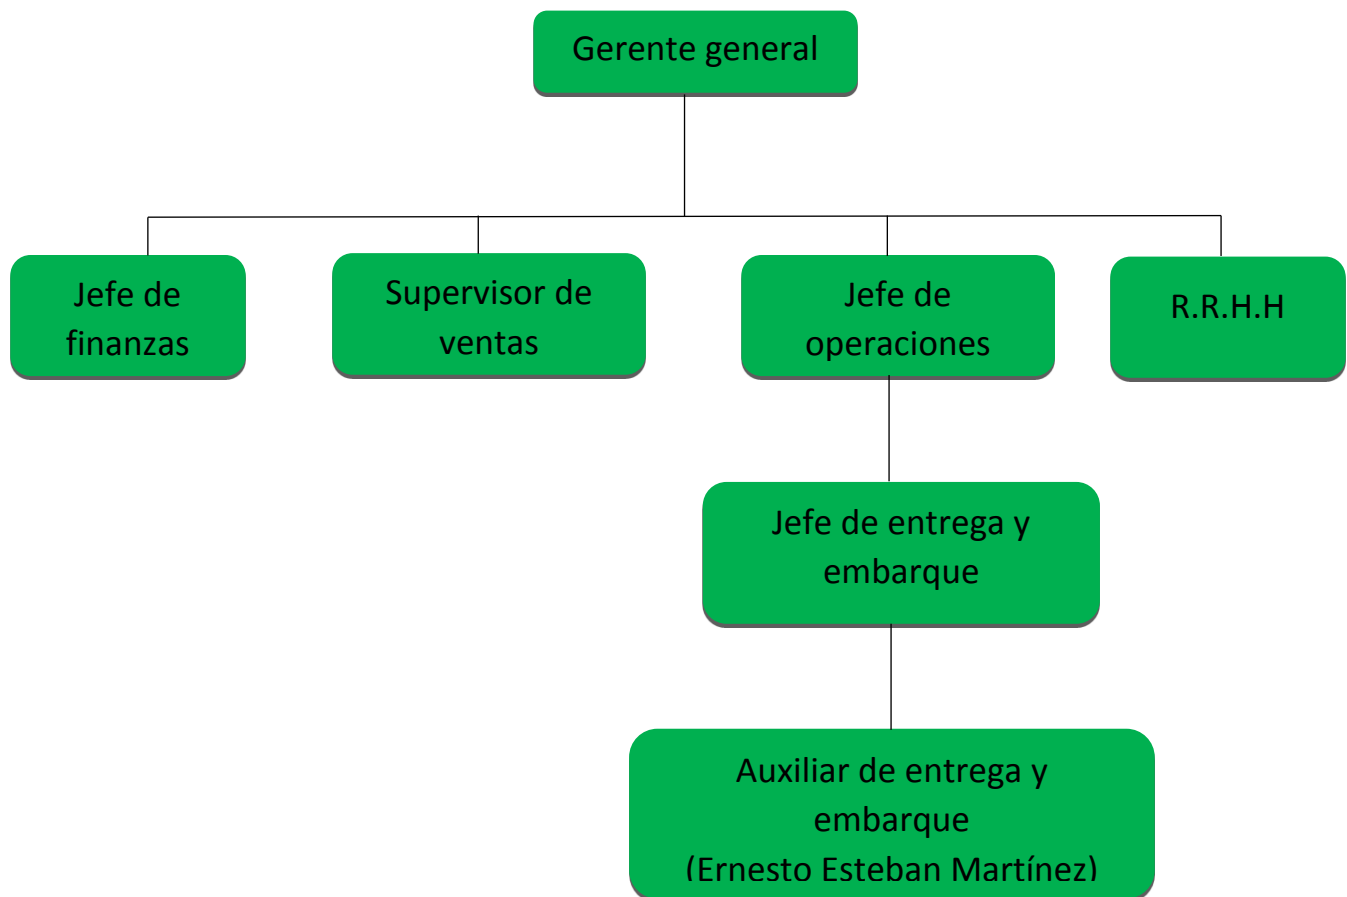 Gerente general
Jefe de
finanzas
Supervisor de
ventas
Jefe de
operaciones
R.R.H.H
Jefe de entrega y
embarque
Auxiliar de entrega y
embarque
(Ernesto Esteban Martínez)